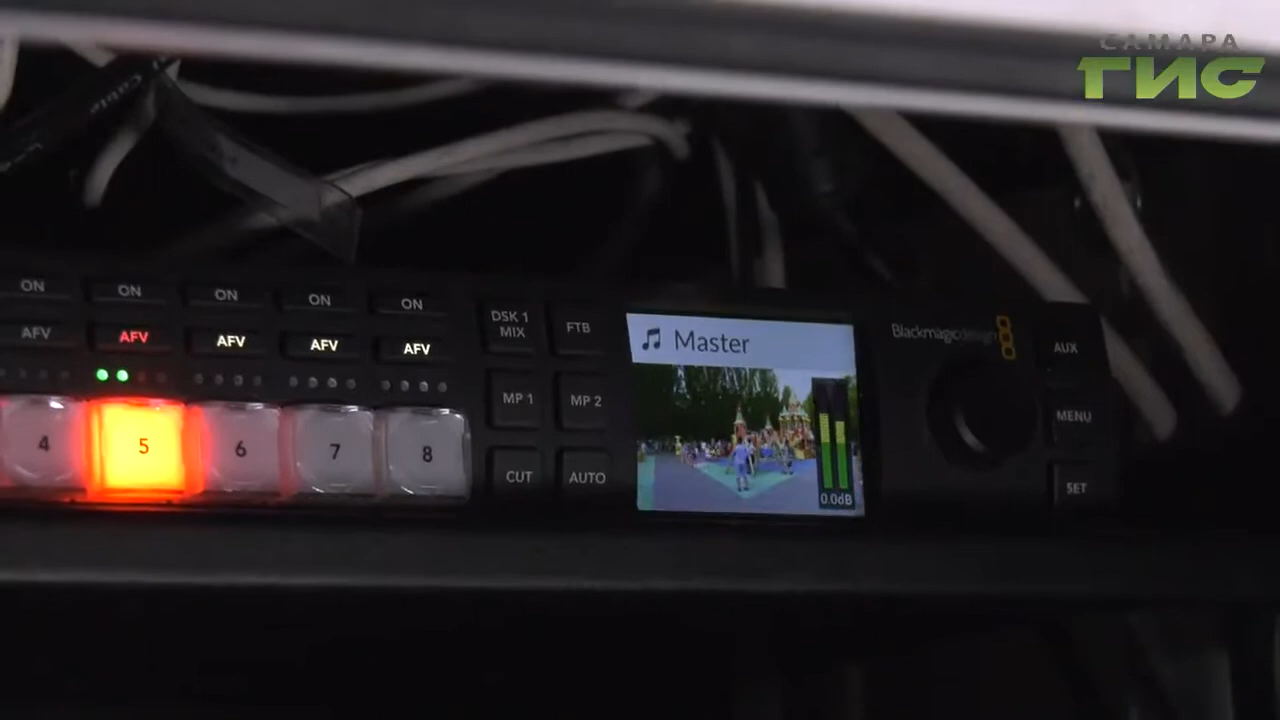 САМАРА
ГИС
ON
ON
ON
ON
ON
AFV
AFV
AFV
AFV
AFV
4
5
6
7
8
DSK 1
MIX
FTB
MP 1
MP 2
CUT
AUTO
Master
0.0dB
Blackmagicdesign
AUX
MENU
SET